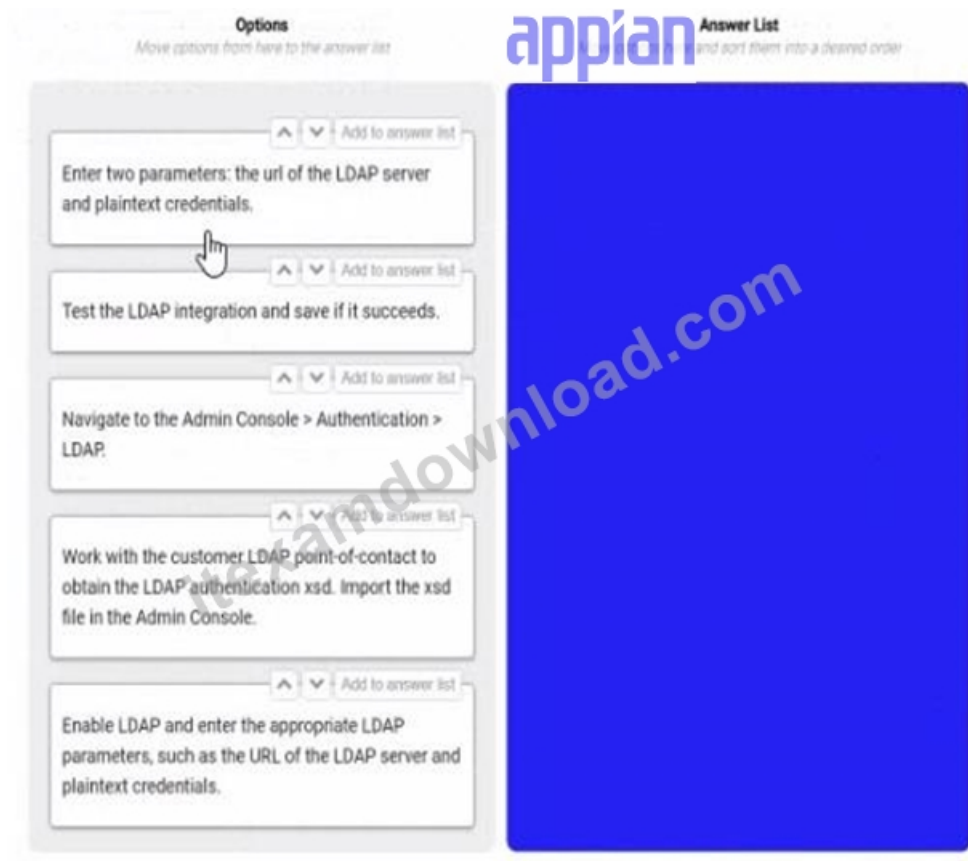 Options
Move options from here to the answer list
appian
Answer List
and sort them into a desired order
Add to answer list
Enter two parameters: the url of the LDAP server
and plaintext credentials.
Add to answer list
Test the LDAP integration and save if it succeeds.
Add to answer list
Navigate to the Admin Console > Authentication >
LDAP.
Add to answer list
Work with the customer LDAP point-of-contact to
obtain the LDAP authentication xsd. Import the xsd
file in the Admin Console.
Add to answer list
Enable LDAP and enter the appropriate LDAP
parameters, such as the URL of the LDAP server and
plaintext credentials.
itexamdownload.com